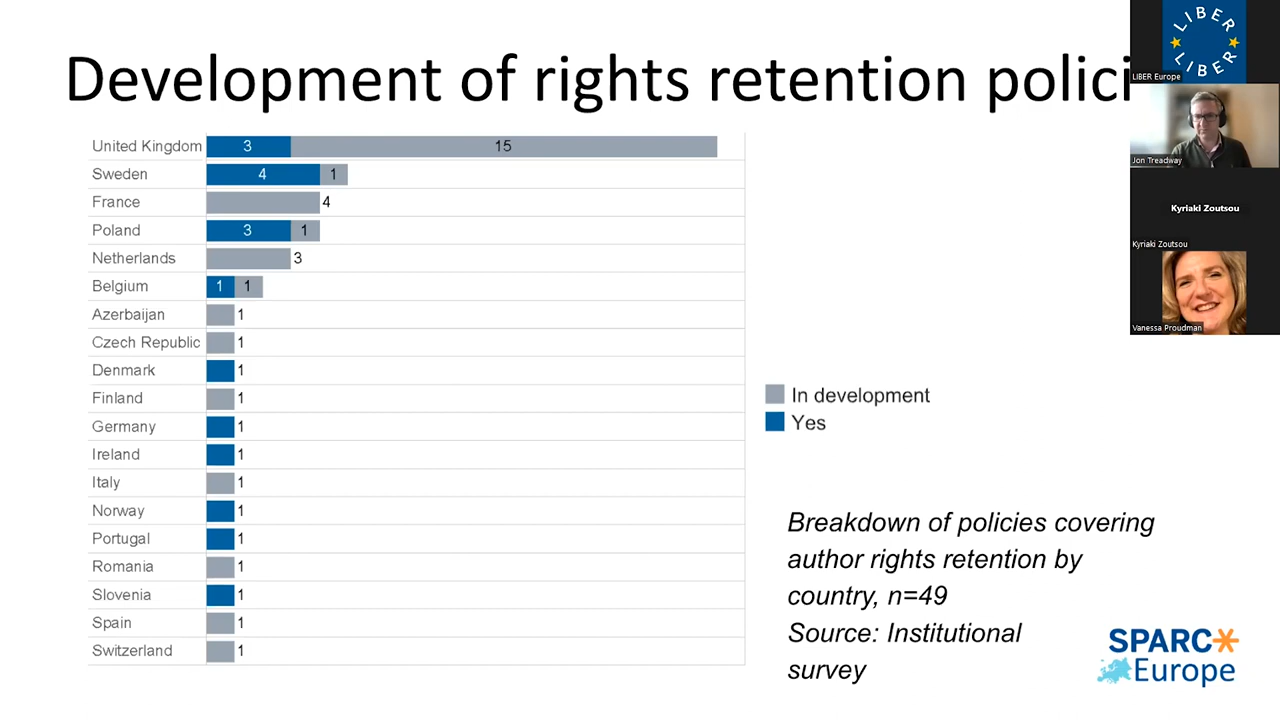 Development of rights retention polici
United Kingdom 3 15
Sweden 4 1
France 4
Poland 3 1
Netherlands 3
Belgium 1 1
Azerbaijan 1
Czech Republic 1
Denmark 1
Finland 1
Germany 1
Ireland 1
Italy 1
Norway 1
Portugal 1
Romania 1
Slovenia 1
Spain 1
Switzerland 1
In development
Yes
Breakdown of policies covering
author rights retention by
country, n=49
Source: Institutional
survey
SPARC
Europe
LIBER
LIBER
LIBER Europe
Jon Treadway
Kyriaki Zoutsou
Kyriaki Zoutsou
Vanessa Proudman